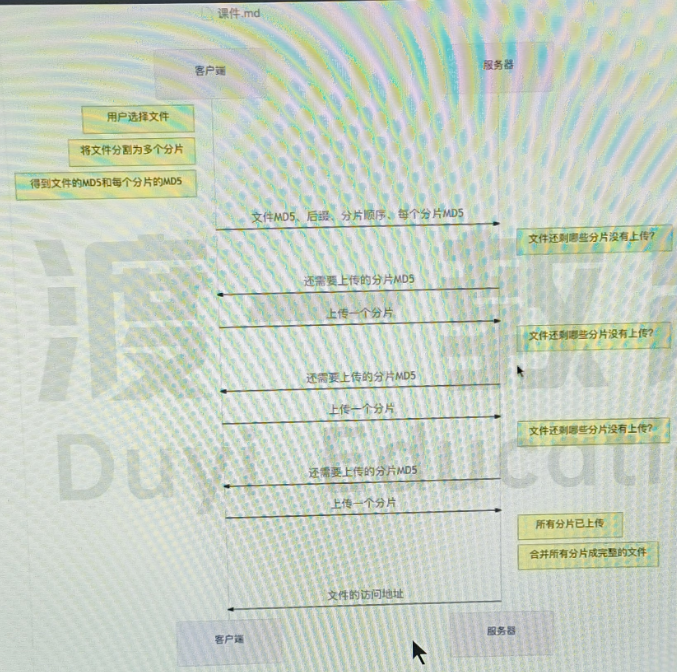 课件.md
客户端
服务器
用户选择文件
将文件分割为多个分片
得到文件的MD5和每个分片的MD5
文件MD5、后缀、分片顺序、每个分片MD5
文件还剩哪些分片没有上传?
还需要上传的分片MD5
上传一个分片
文件还剩哪些分片没有上传?
还需要上传的分片MD5
上传一个分片
文件还剩哪些分片没有上传?
还需要上传的分片MD5
上传一个分片
所有分片已上传
合并所有分片成完整的文件
文件的访问地址
客户端
服务器
Duyi Educati